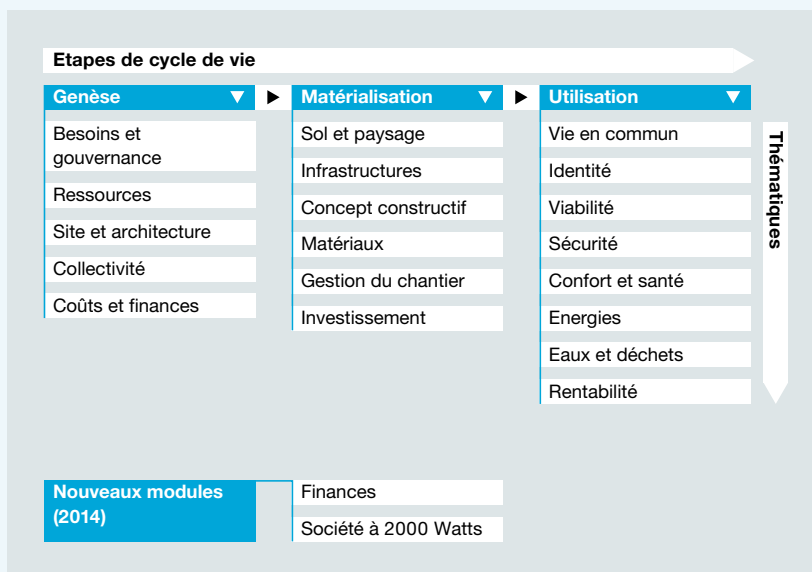 Etapes de cycle de vie
Genèse
Besoins et
gouvernance
Ressources
Site et architecture
Collectivité
Coûts et finances
Matérialisation
Sol et paysage
Infrastructures
Concept constructif
Matériaux
Gestion du chantier
Investissement
Utilisation
Vie en commun
Identité
Viabilité
Sécurité
Confort et santé
Energies
Eaux et déchets
Rentabilité
Thématiques
Nouveaux modules
(2014)
Finances
Société à 2000 Watts